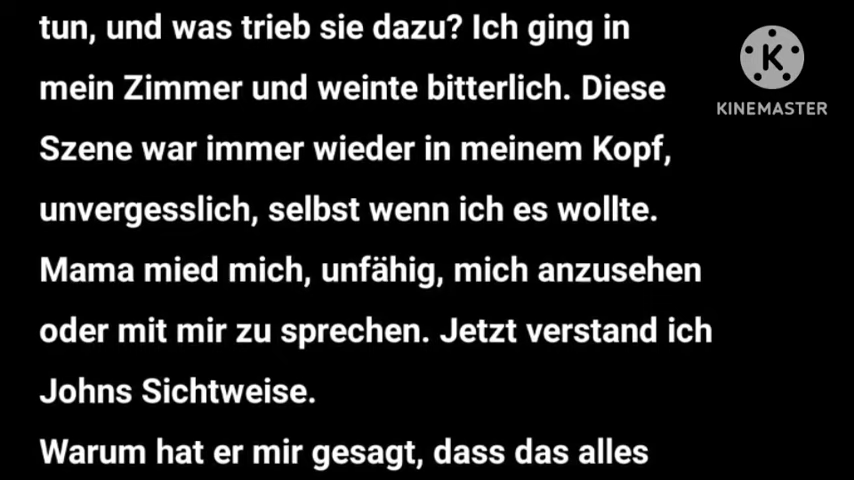 tun, und was trieb sie dazu? Ich ging in
mein Zimmer und weinte bitterlich. Diese
Szene war immer wieder in meinem Kopf,
unvergesslich, selbst wenn ich es wollte.
Mama mied mich, unfähig, mich anzusehen
oder mit mir zu sprechen. Jetzt verstand ich
Johns Sichtweise.
Warum hat er mir gesagt, dass das alles
K
KINEMASTER